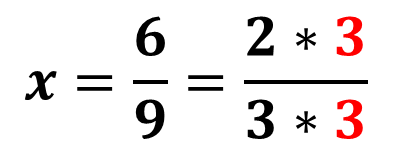 x = 6/9 = 2 * 3 / 3 * 3